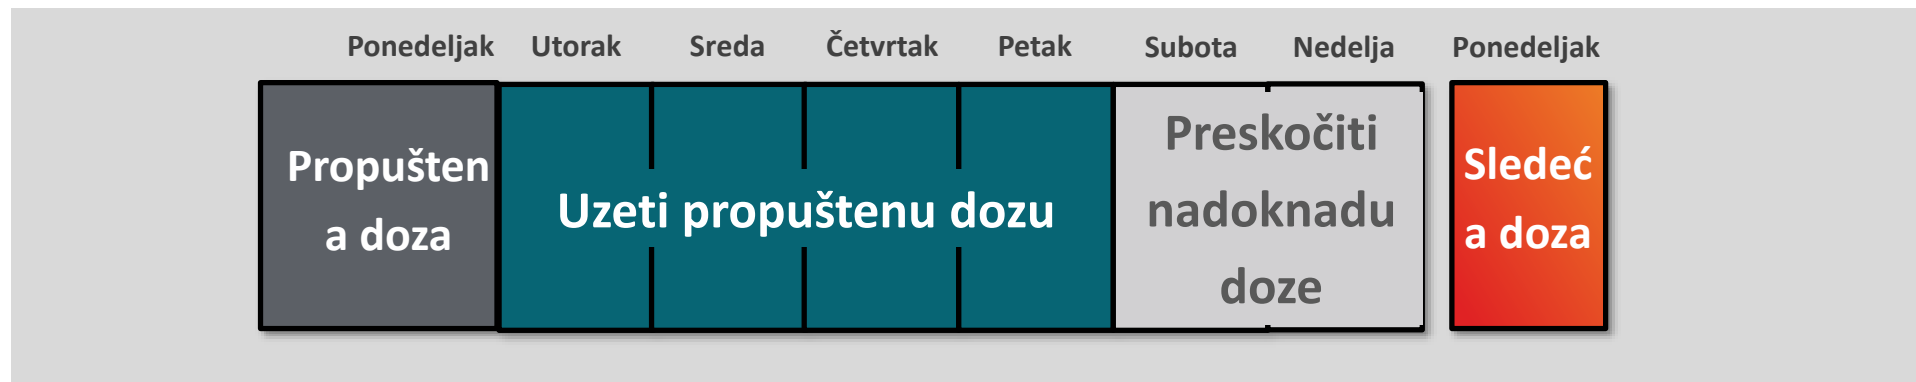 Ponedeljak Utorak Sreda Četvrtak Petak Subota Nedelja Ponedeljak
Propušten
a doza
Uzeti propuštenu dozu
Preskočiti
nadoknadu
doze
Sledeć
a doza